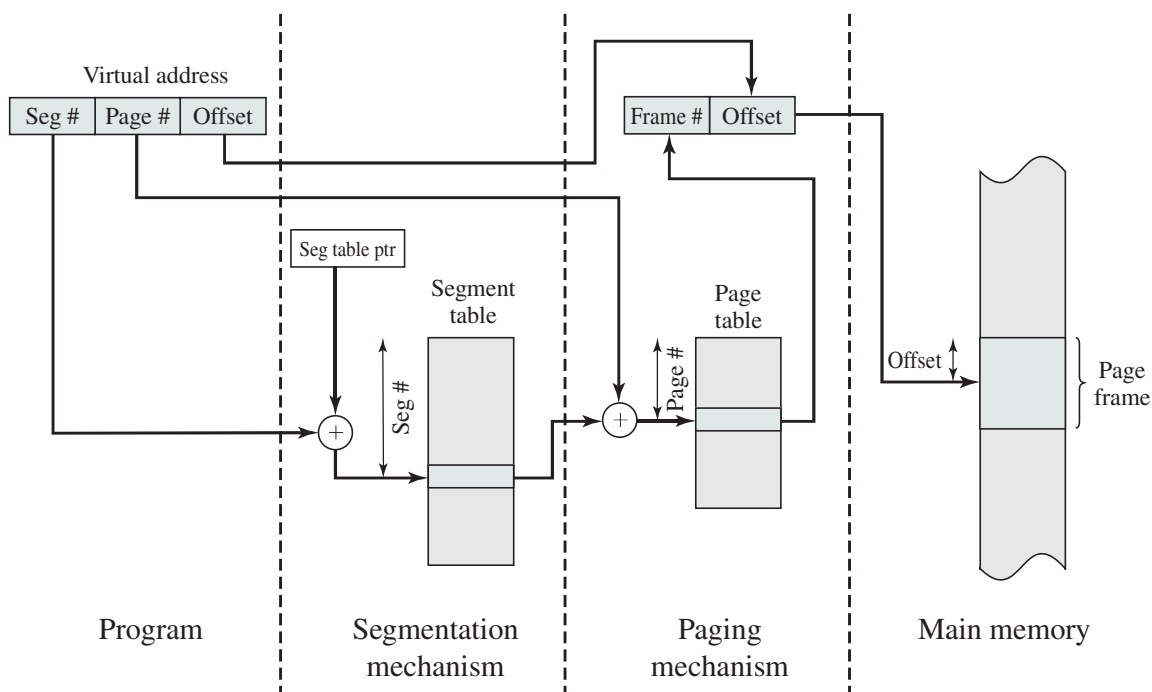 Virtual address
Seg # Page # Offset
Frame # Offset
Seg table ptr
Segment
table
Page
table
Seg #
+
Page #
+
Offset
Page
frame
Program
Segmentation
mechanism
Paging
mechanism
Main memory